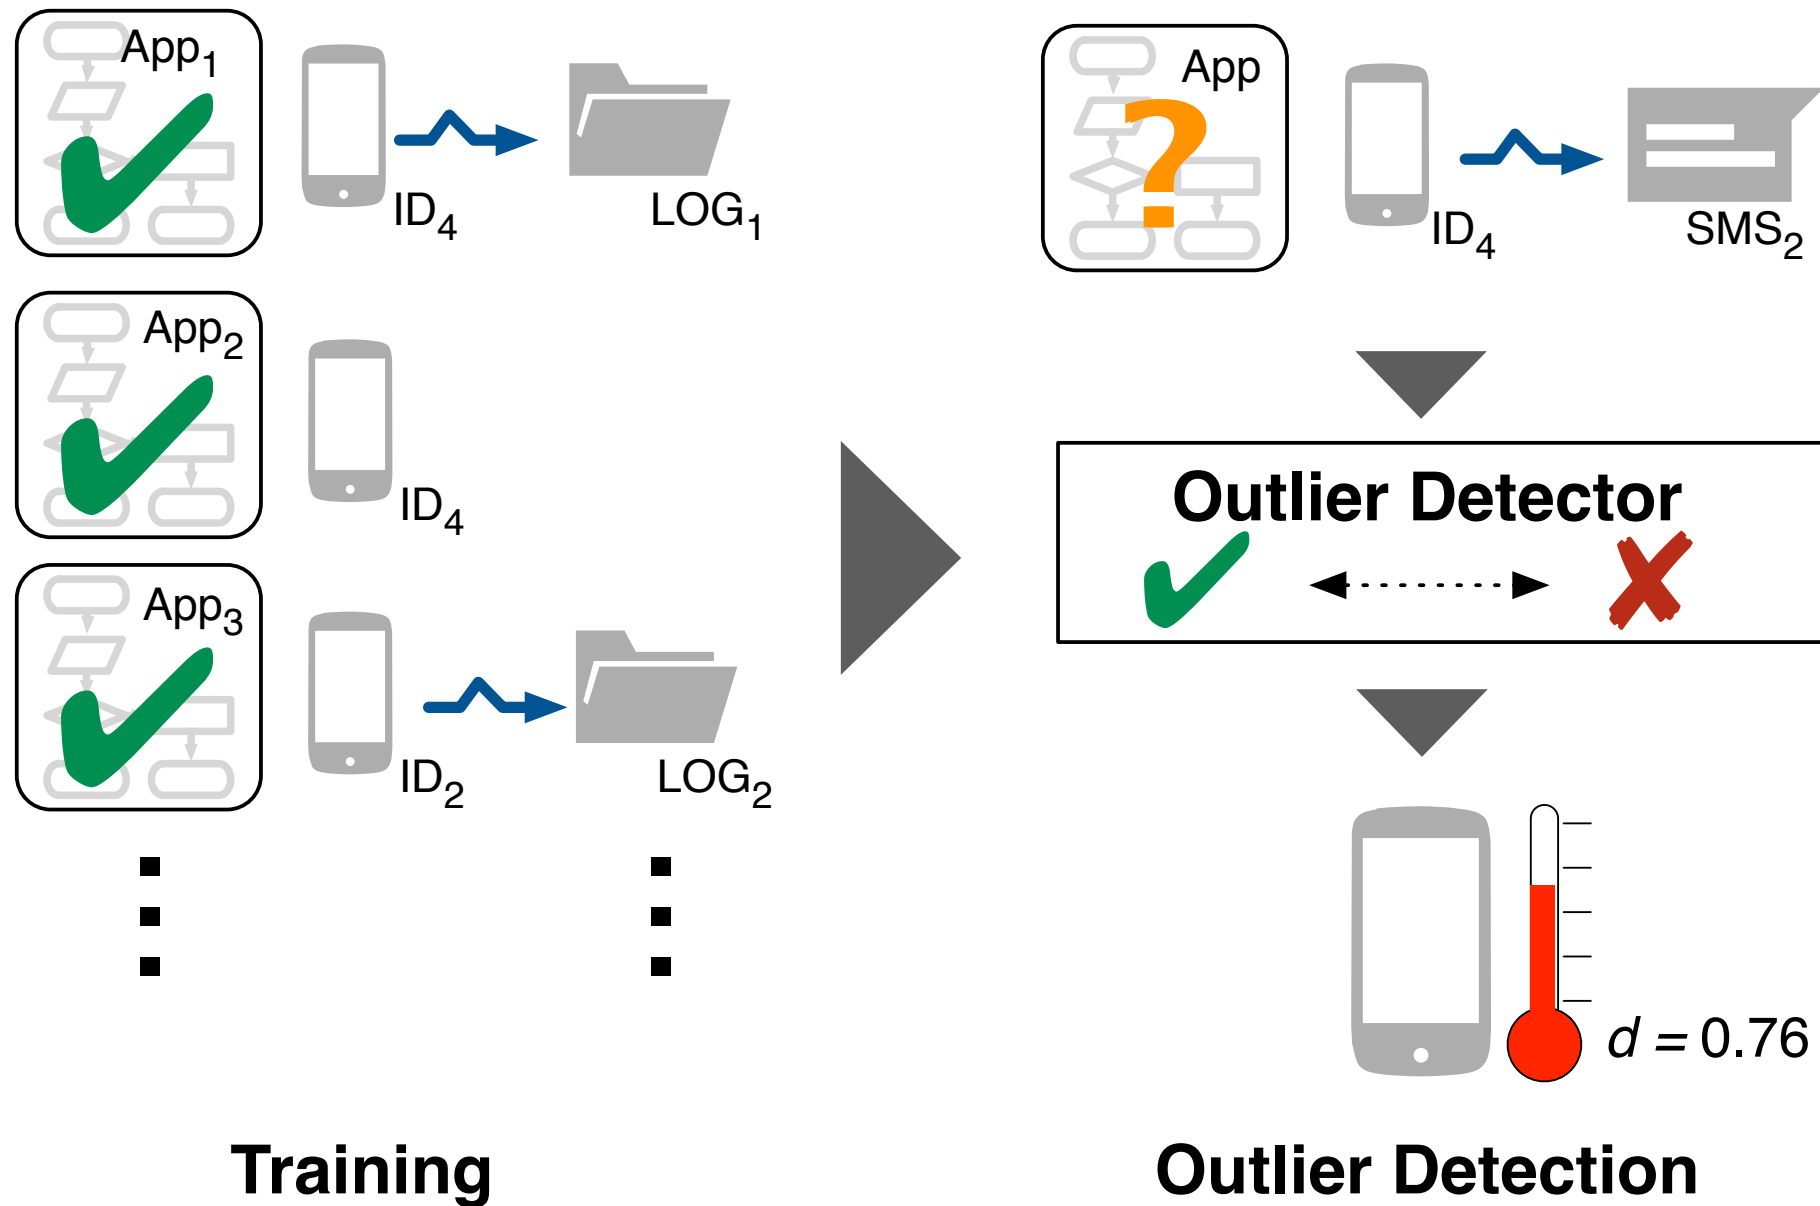 App₁
ID₄
LOG₁
App₂
ID₄
App₃
ID₂
LOG₂
Training
App
?
ID₄
SMS₂
Outlier Detector
d = 0.76
Outlier Detection